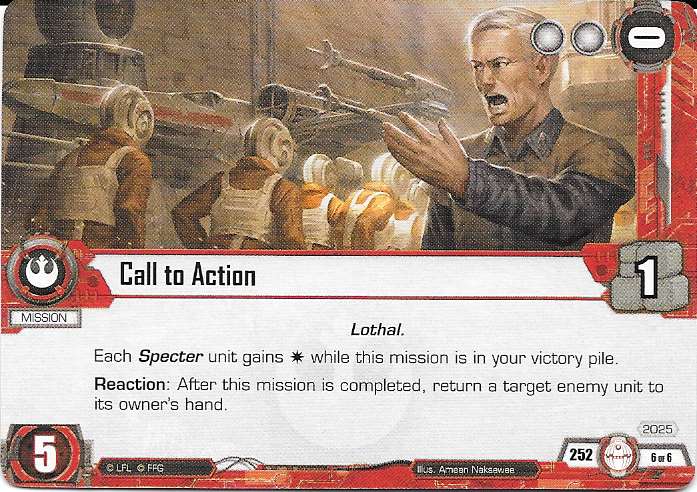 0
Call to Action
1
MISSION
Lothal.
Each Specter unit gains ✷ while this mission is in your victory pile.
Reaction: After this mission is completed, return a target enemy unit to
its owner's hand.
2025
5
252
6 OF 6
© LFL © FFG
Illus. Ameen Naksewee